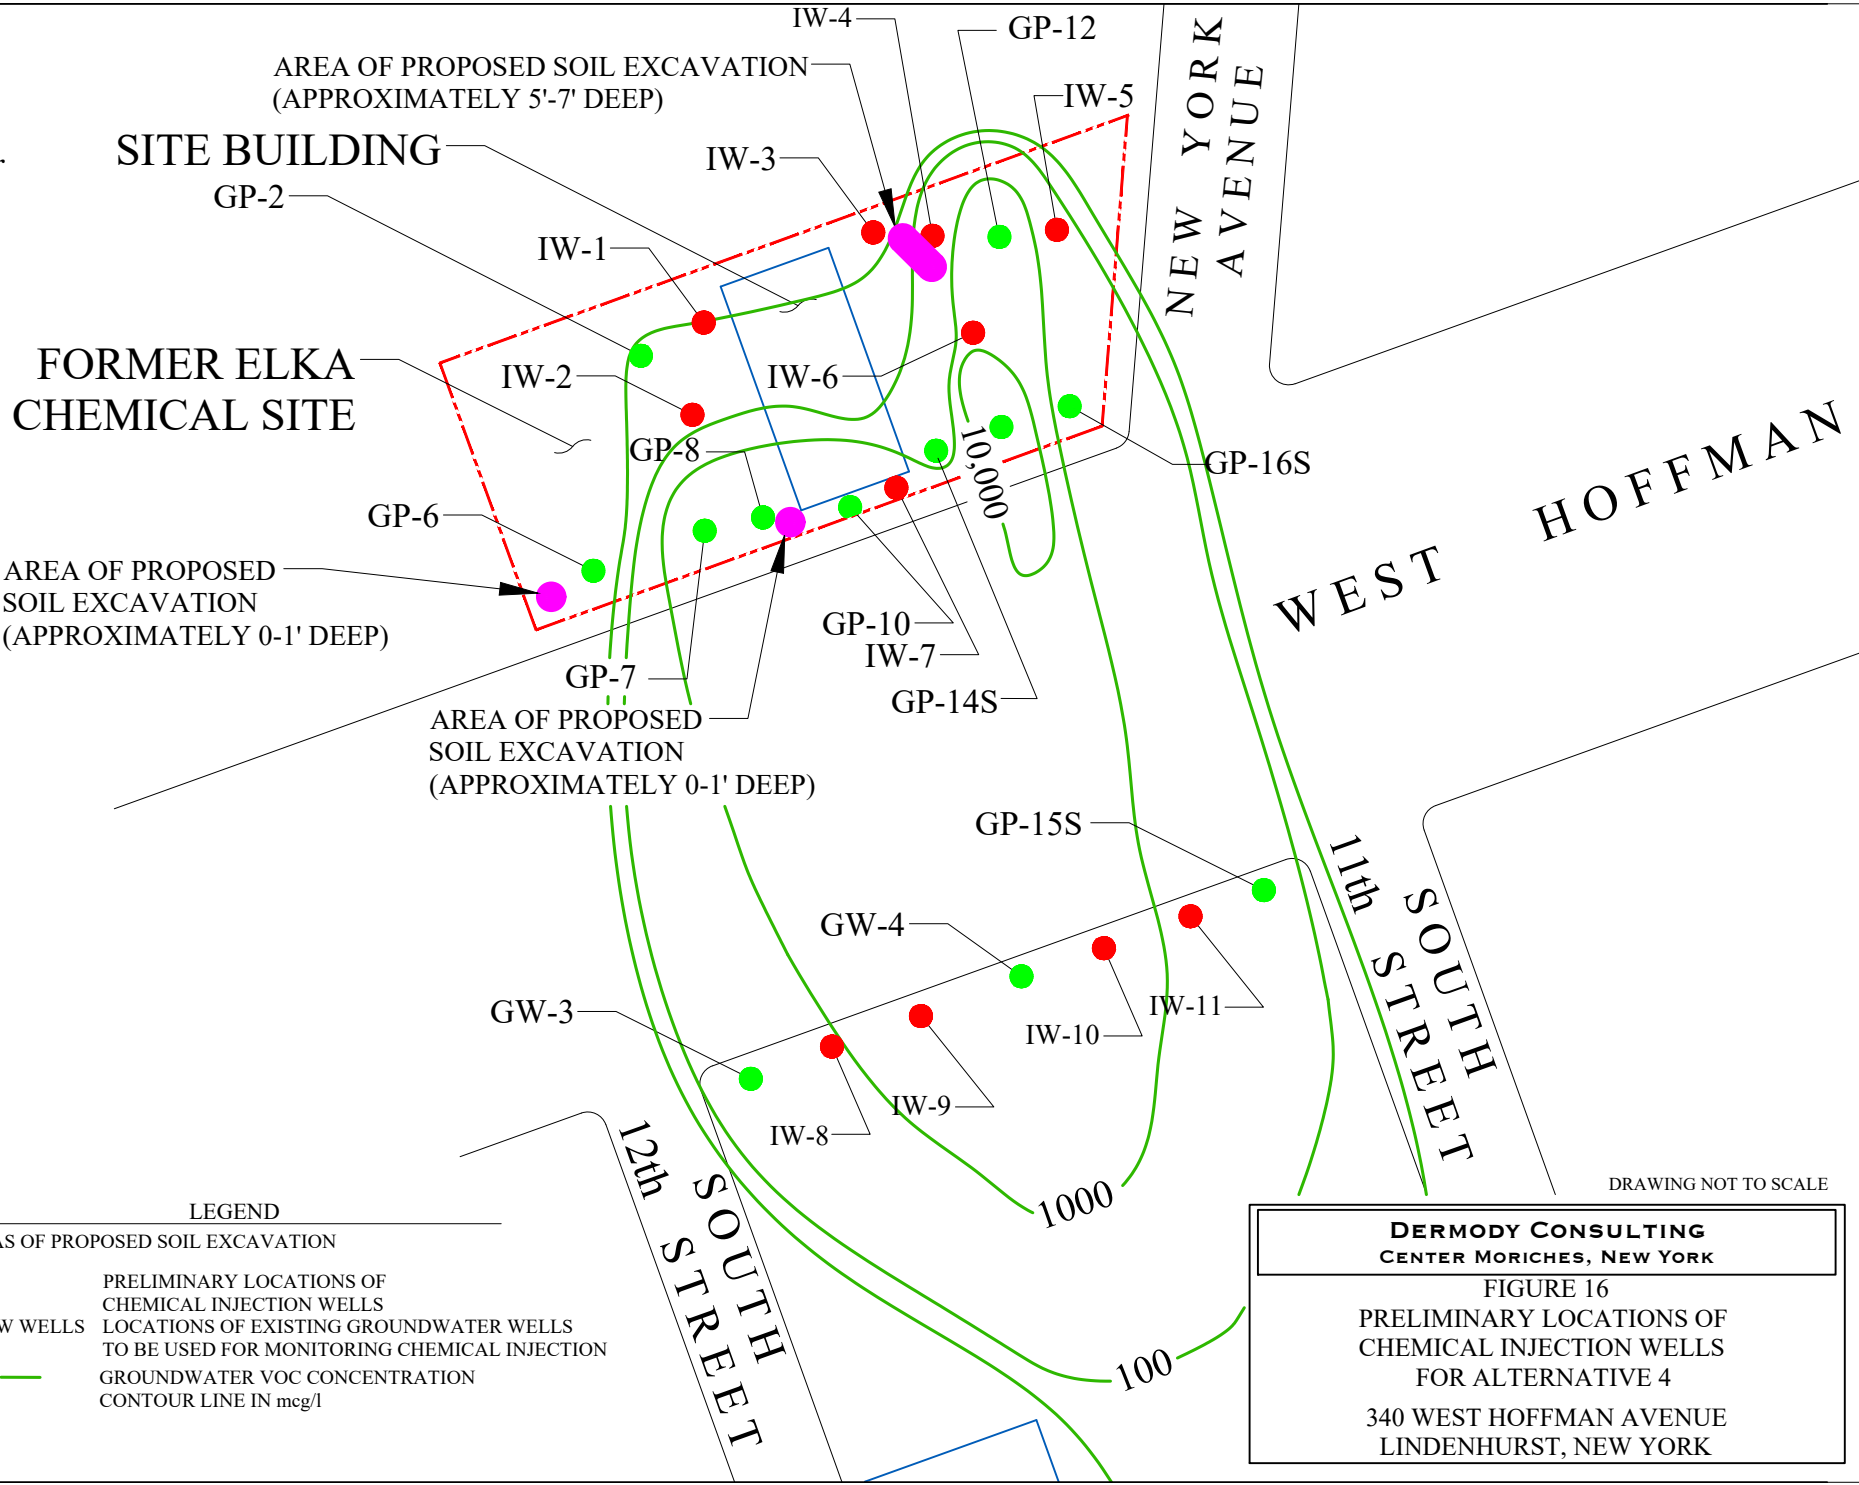 IW-4
GP-12
AREA OF PROPOSED SOIL EXCAVATION
(APPROXIMATELY 5'-7' DEEP)
IW-5
SITE BUILDING
IW-3
GP-2
IW-1
NEW YORK
AVENUE
FORMER ELKA
CHEMICAL SITE
IW-2
IW-6
GP-8
10,000
GP-16S
WEST HOFFMAN
GP-6
AREA OF PROPOSED
SOIL EXCAVATION
(APPROXIMATELY 0-1' DEEP)
GP-10
IW-7
GP-7
GP-14S
AREA OF PROPOSED
SOIL EXCAVATION
(APPROXIMATELY 0-1' DEEP)
GP-15S
GW-4
GW-3
IW-11
IW-10
IW-9
IW-8
SOUTH
11th STREET
SOUTH
12th STREET
1000
100
DRAWING NOT TO SCALE
LEGEND
OF PROPOSED SOIL EXCAVATION
PRELIMINARY LOCATIONS OF
CHEMICAL INJECTION WELLS
WELLS LOCATIONS OF EXISTING GROUNDWATER WELLS
TO BE USED FOR MONITORING CHEMICAL INJECTION
GROUNDWATER VOC CONCENTRATION
CONTOUR LINE IN mcg/l
DERMODY CONSULTING
CENTER MORICHES, NEW YORK
FIGURE 16
PRELIMINARY LOCATIONS OF
CHEMICAL INJECTION WELLS
FOR ALTERNATIVE 4
340 WEST HOFFMAN AVENUE
LINDENHURST, NEW YORK